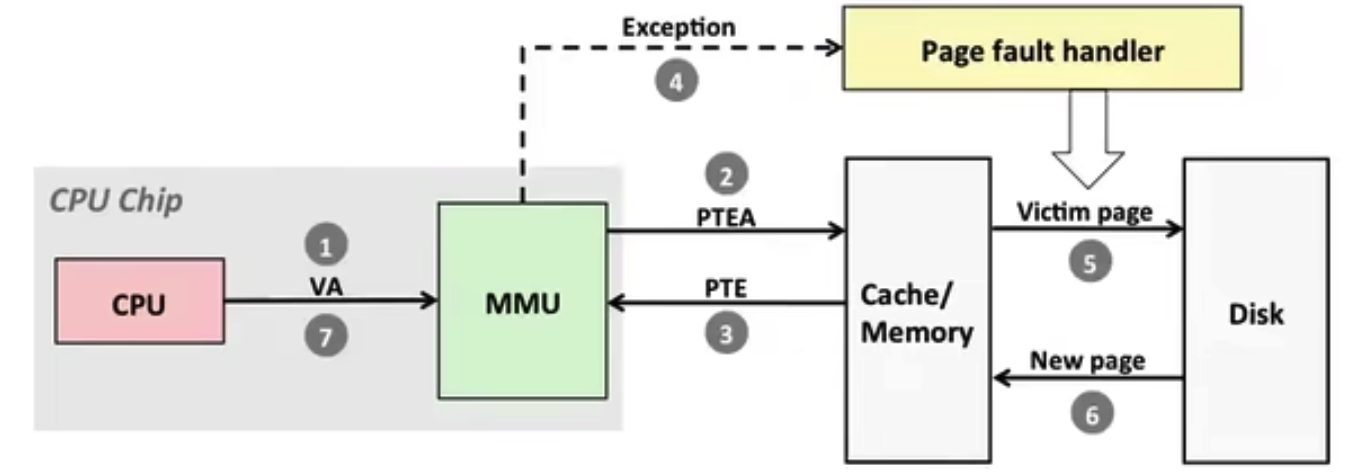 Exception
Page fault handler
4
CPU Chip
2
PTEA
Victim page
1
5
VA
CPU
MMU
PTE
Cache/
Memory
Disk
7
3
New page
6